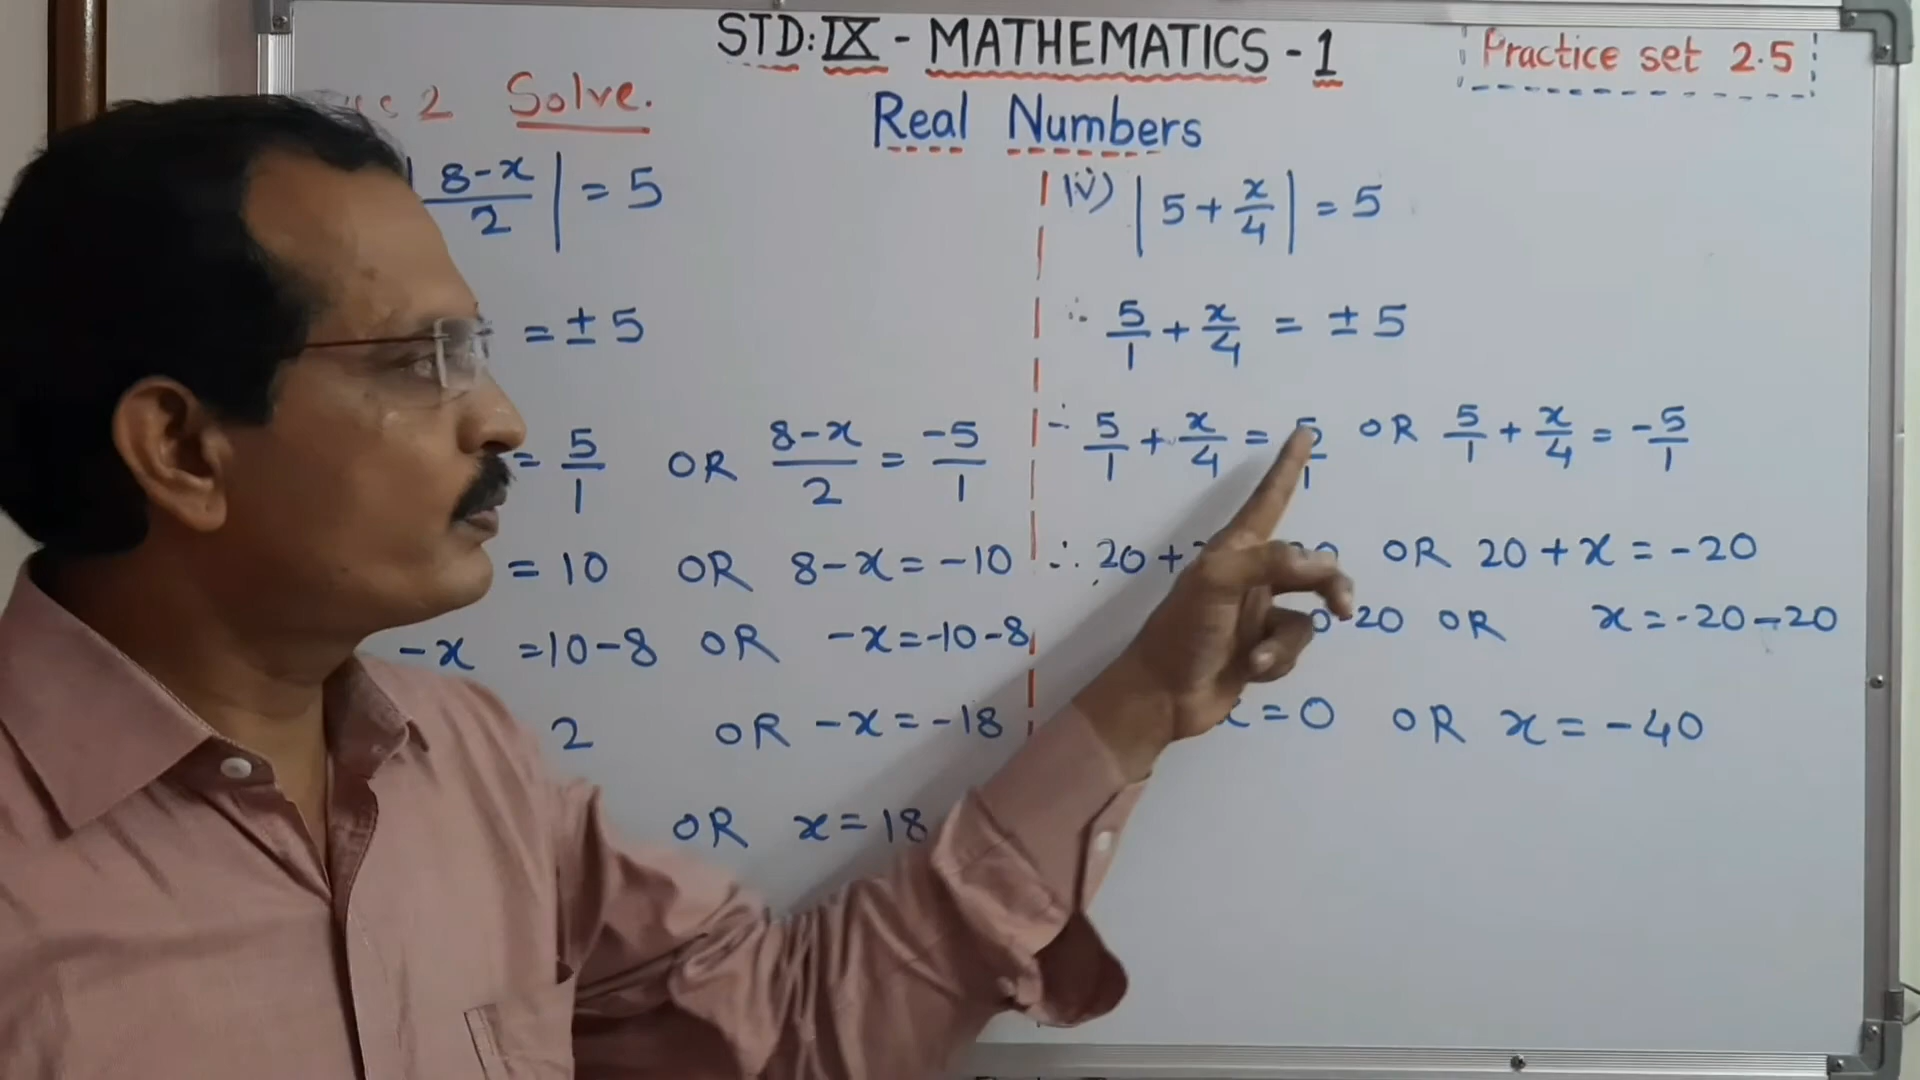 STD: IX - MATHEMATICS - 1
Practice set 2.5
2 Solve.
Real Numbers
|8-x/2| = 5
= ± 5
= 5/1 OR 8-x/2 = -5/1
= 10 OR 8-x = -10
-x = 10-8 OR -x = -10-8
2 OR -x = -18
OR x = 18
iv) |5 + x/4| = 5
∴ 5/1 + x/4 = ± 5
∴ 5/1 + x/4 = 5/1 OR 5/1 + x/4 = -5/1
∴ 20 + OR 20 + x = -20
-20 OR x = -20-20
x = 0 OR x = -40